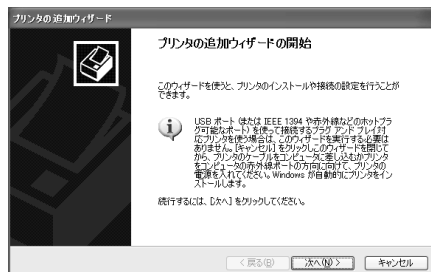 プリンタの追加ウィザード
プリンタの追加ウィザードの開始
このウィザードを使うと、プリンタのインストールや接続の設定を行うことが
できます。
USB ポート (または IEEE 1394 や赤外線などのホットプラ
グ可能なポート) を使って接続するプラグ アンド プレイ対
応プリンタを使う場合は、このウィザードを実行する必要は
ありません。[キャンセル] をクリックしこのウィザードを閉じて
から、プリンタのケーブルをコンピュータに差し込むかプリンタ
をコンピュータの赤外線ポートの方向に向けて、プリンタの
電源を入れてください。Windows が自動的にプリンタをイン
ストールします。
続行するには、[次へ] をクリックしてください。
< 戻る(B)
次へ(N) >
キャンセル